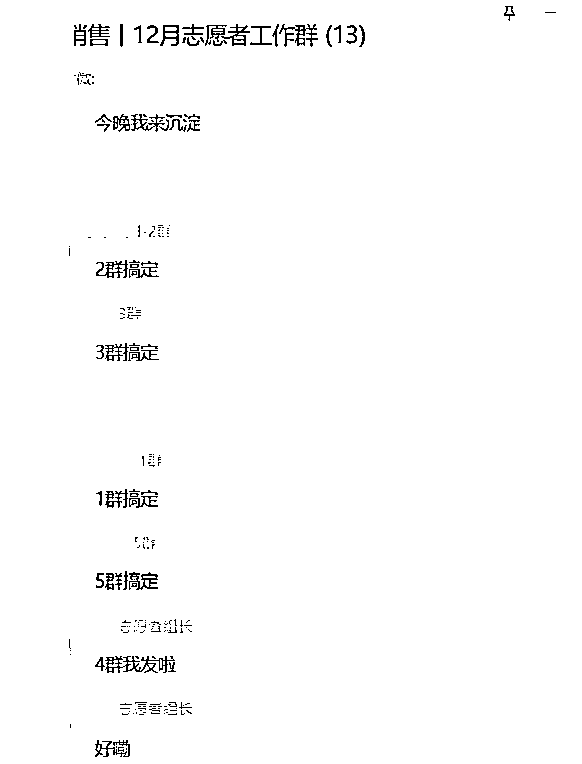 肖售 | 12月志愿者工作群 (13)
微:
今晚我来沉淀
1-2群
2群搞定
3群
3群搞定
1群
1群搞定
5群
5群搞定
志愿者组长
4群我发啦
志愿者组长
好嘞